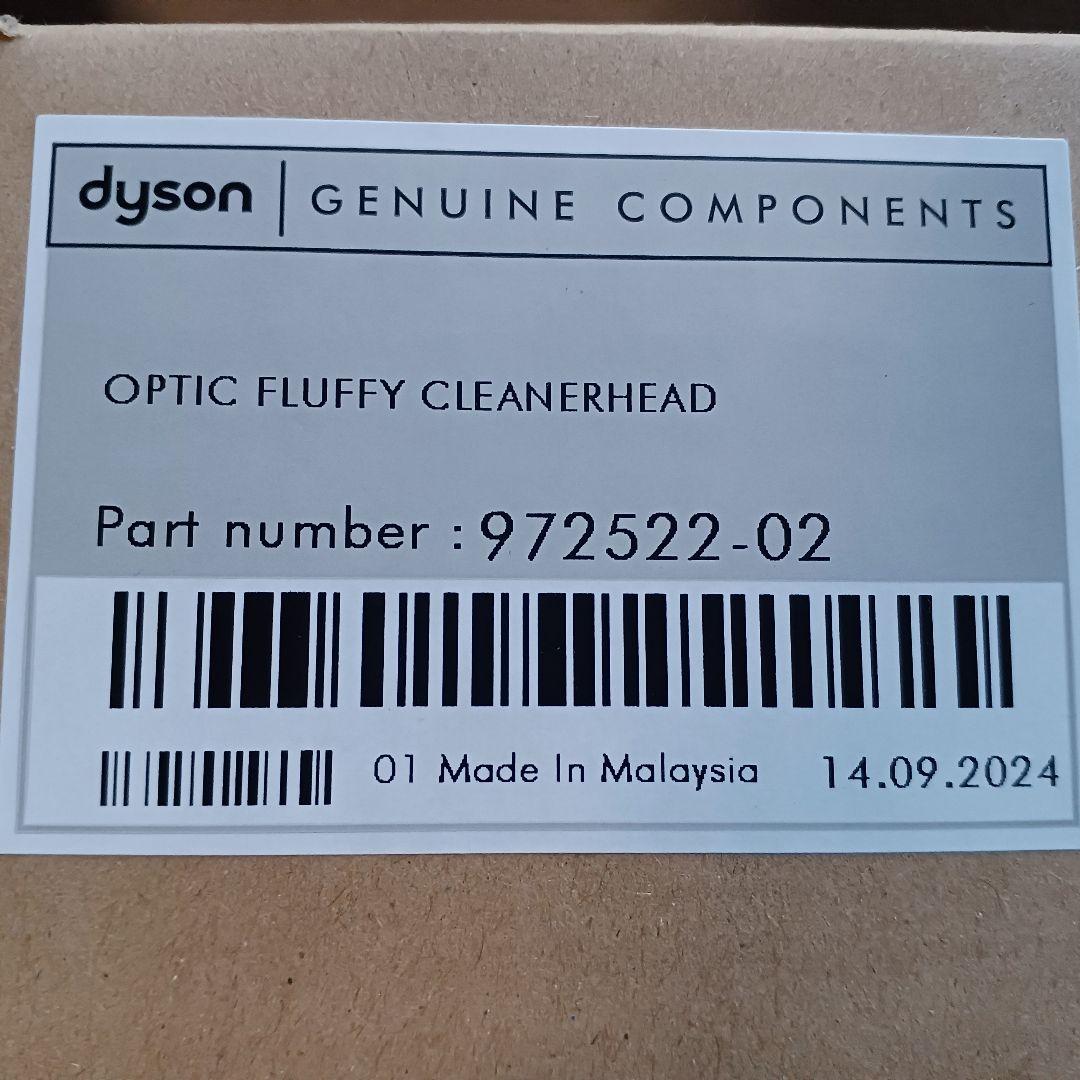 dyson | GENUINE COMPONENTS
OPTIC FLUFFY CLEANERHEAD
Part number : 972522-02
01 Made In Malaysia 14.09.2024